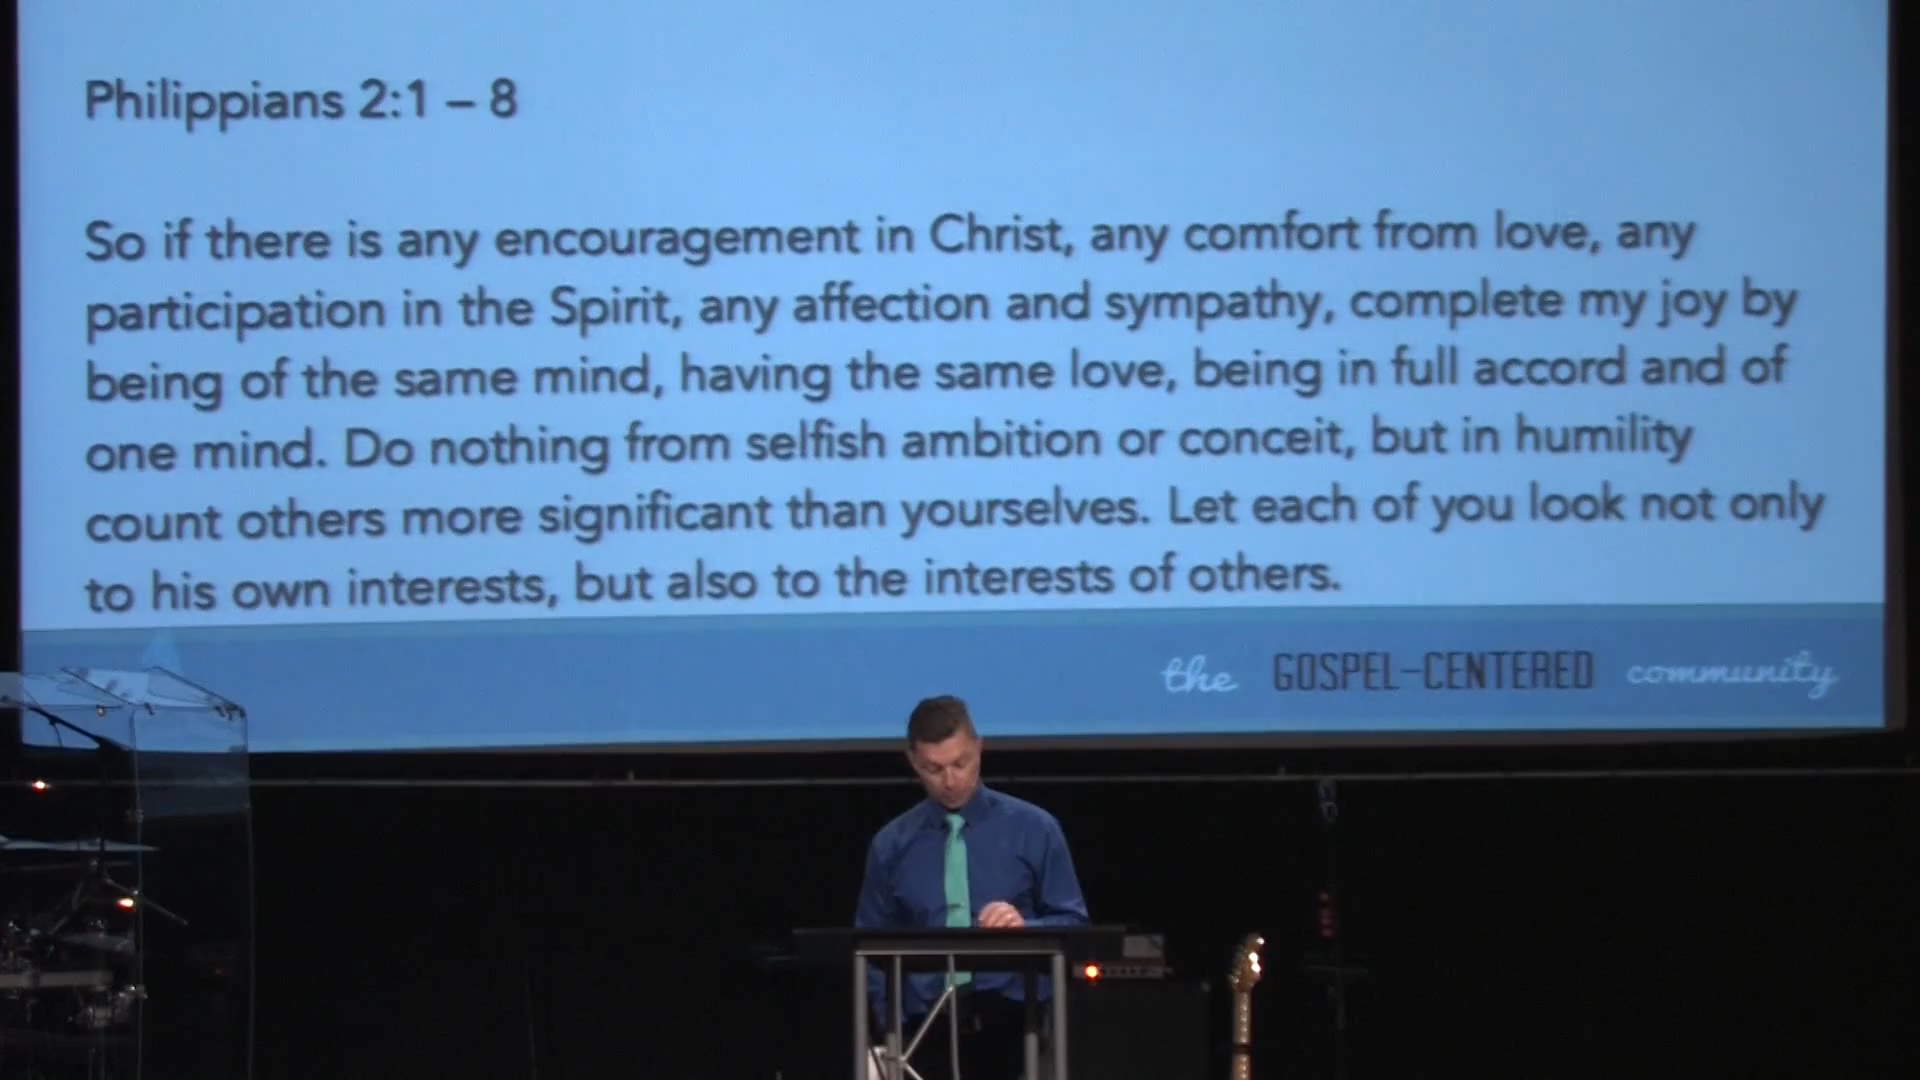 Philippians 2:1 – 8
So if there is any encouragement in Christ, any comfort from love, any
participation in the Spirit, any affection and sympathy, complete my joy by
being of the same mind, having the same love, being in full accord and of
one mind. Do nothing from selfish ambition or conceit, but in humility
count others more significant than yourselves. Let each of you look not only
to his own interests, but also to the interests of others.
the GOSPEL-CENTERED community